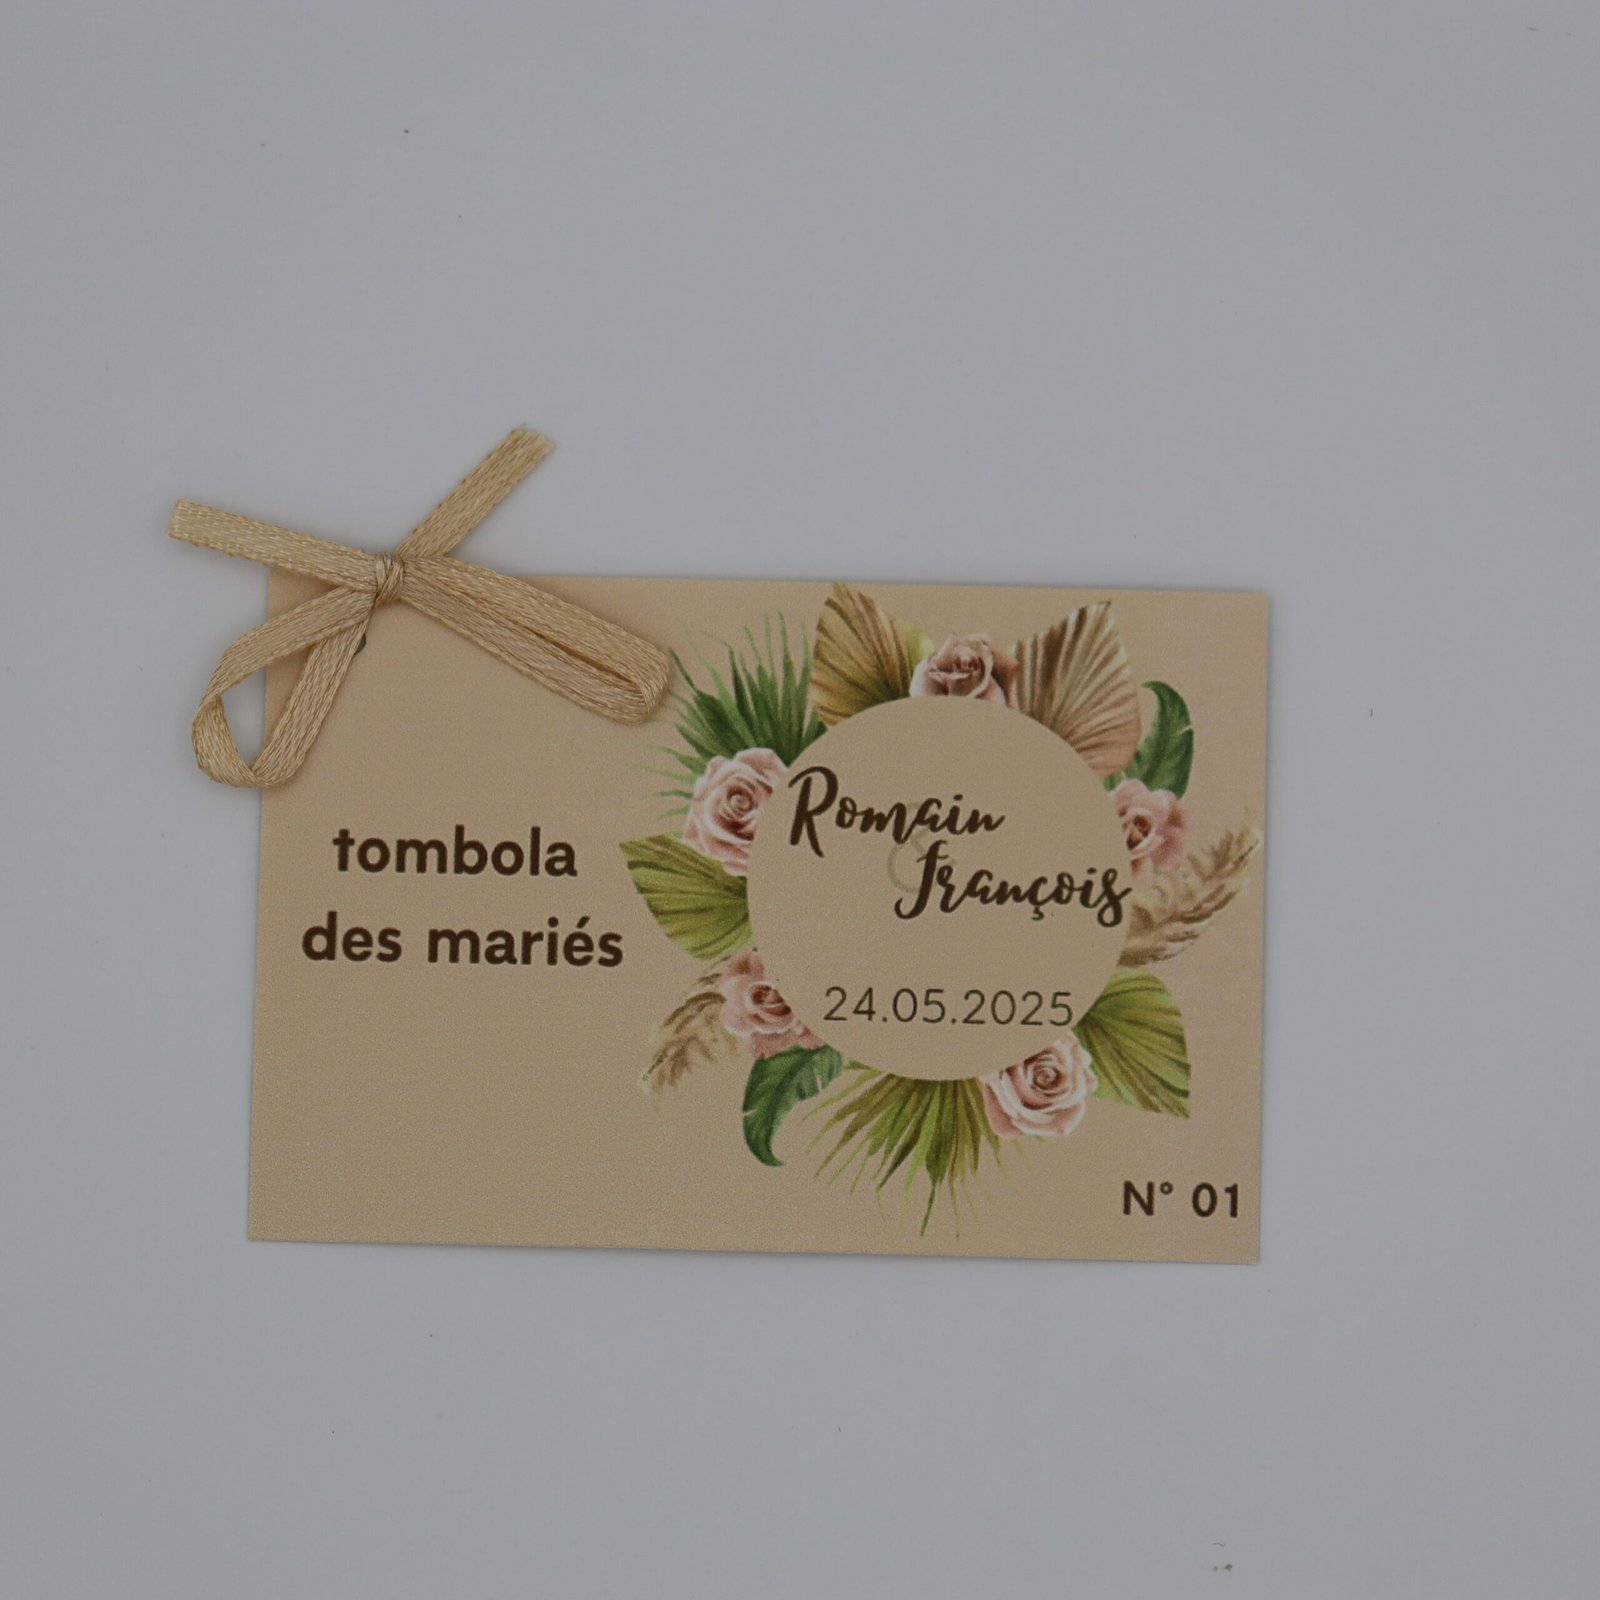 tombola
des mariés
Romain
&
François
24.05.2025
N° 01